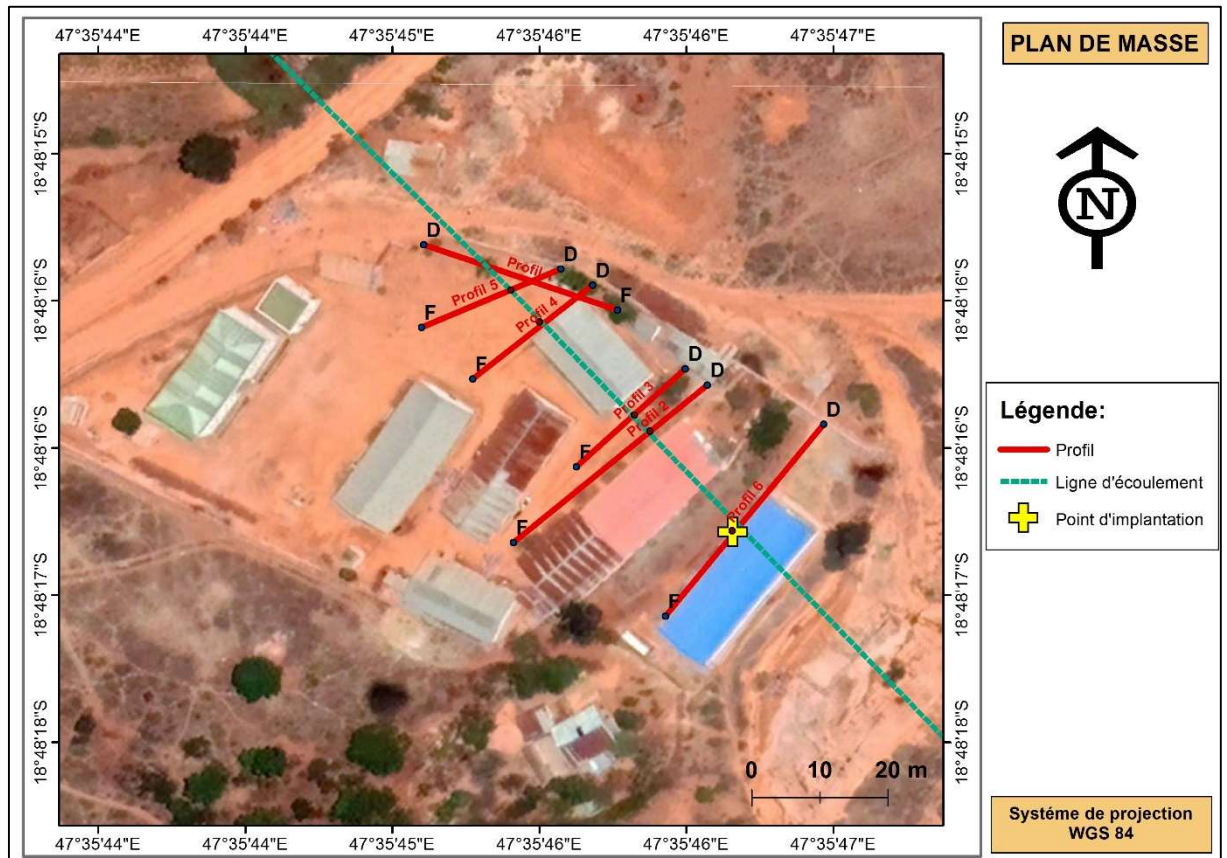 47°35'44"E 47°35'44"E 47°35'45"E 47°35'46"E 47°35'46"E 47°35'47"E
PLAN DE MASSE
N
18°48'15"S 18°48'15"S
18°48'16"S 18°48'16"S
18°48'16"S 18°48'16"S
18°48'17"S 18°48'17"S
18°48'18"S 18°48'18"S
D
Profil
F
D
Profil 5
F
D
Profil 4
F
D
Profil 3
F
D
Profil 2
F
D
Profil 6
F
Légende:
Profil
Ligne d'écoulement
Point d'implantation
0 10 20 m
Systéme de projection
WGS 84
47°35'44"E 47°35'44"E 47°35'45"E 47°35'46"E 47°35'46"E 47°35'47"E